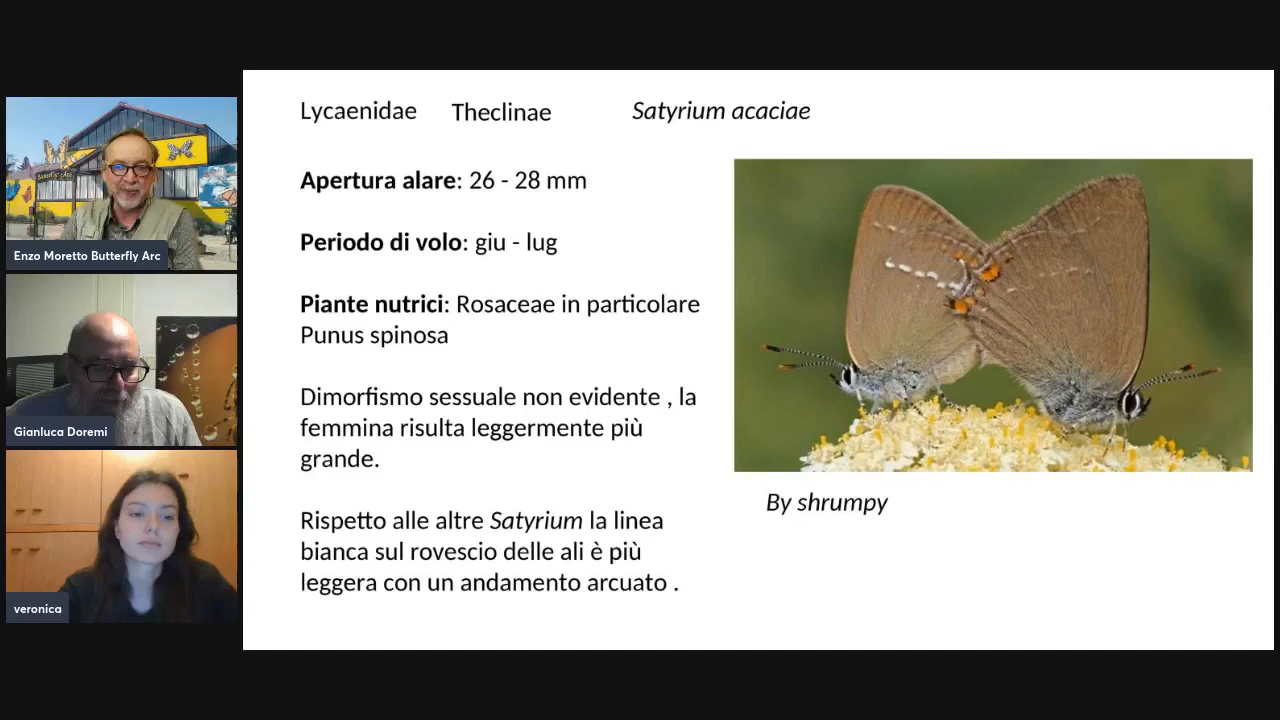 Lycaenidae Theclinae Satyrium acaciae
Apertura alare: 26 - 28 mm
Periodo di volo: giu - lug
Piante nutrici: Rosaceae in particolare
Punus spinosa
Dimorfismo sessuale non evidente , la
femmina risulta leggermente più
grande.
Rispetto alle altre Satyrium la linea
bianca sul rovescio delle ali è più
leggera con un andamento arcuato .
By shrumpy
Butterfly Arc
Enzo Moretto Butterfly Arc
Gianluca Doremi
veronica